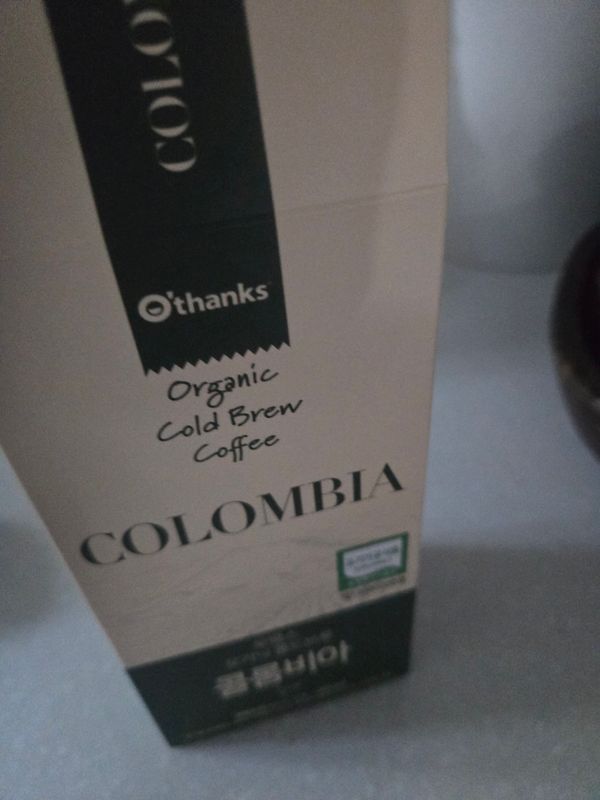 COLO
O'thanks
Organic
Cold Brew
Coffee
COLOMBIA
콜롬비아